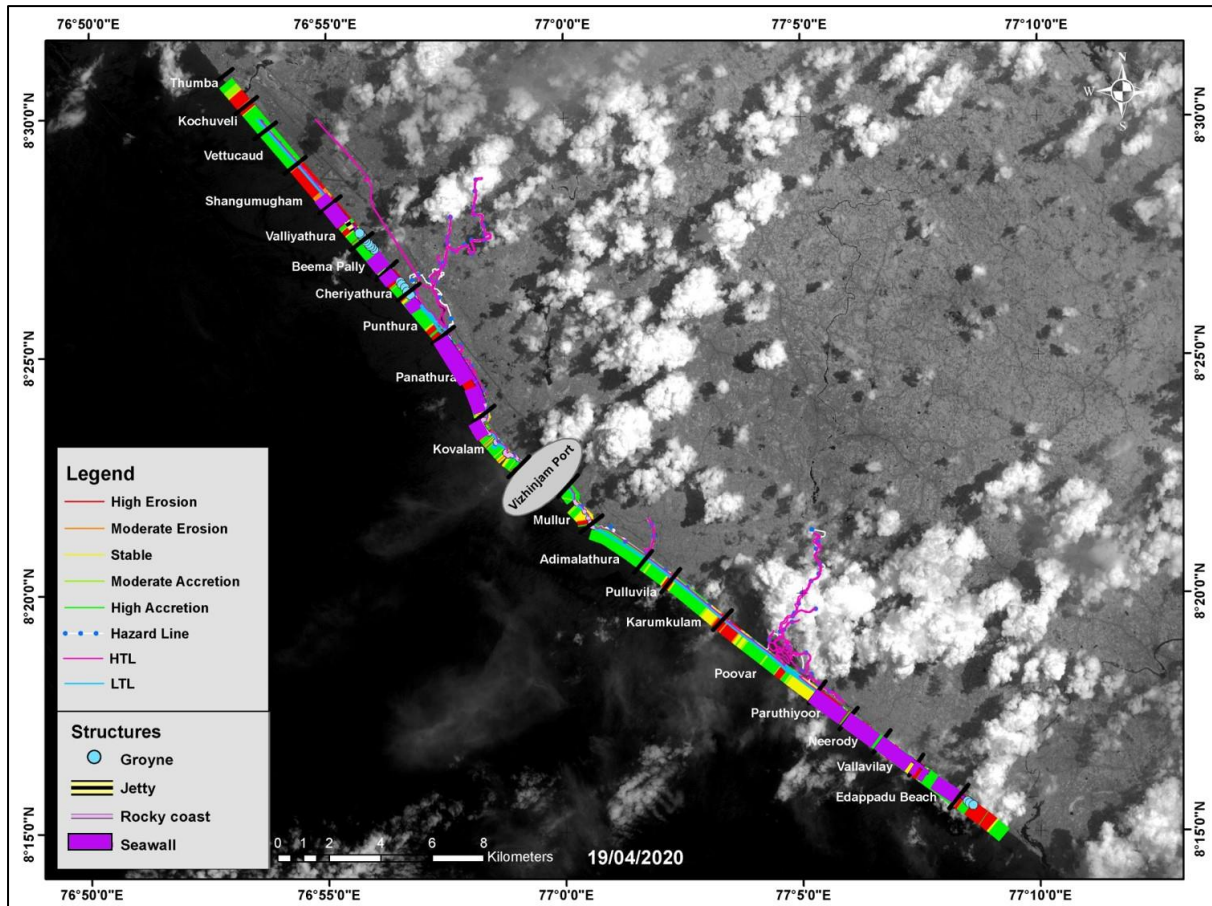 76°50'0"E 76°55'0"E 77°0'0"E 77°5'0"E 77°10'0"E
8°30'0"N
8°25'0"N
8°20'0"N
8°15'0"N
8°30'0"N
8°25'0"N
8°20'0"N
8°15'0"N
N
W E
S
Thumba
Kochuveli
Vettucaud
Shangumugham
Valliyathura
Beema Pally
Cheriyathura
Punthura
Panathura
Kovalam
Vizhinjam Port
Mullur
Adimalathura
Pulluvila
Karumkulam
Poovar
Paruthiyoor
Neerody
Vallavilay
Edappadu Beach
Legend
High Erosion
Moderate Erosion
Stable
Moderate Accretion
High Accretion
Hazard Line
HTL
LTL
Structures
Groyne
Jetty
Rocky coast
Seawall
0 1 2 4 6 8
Kilometers
19/04/2020
76°50'0"E 76°55'0"E 77°0'0"E 77°5'0"E 77°10'0"E